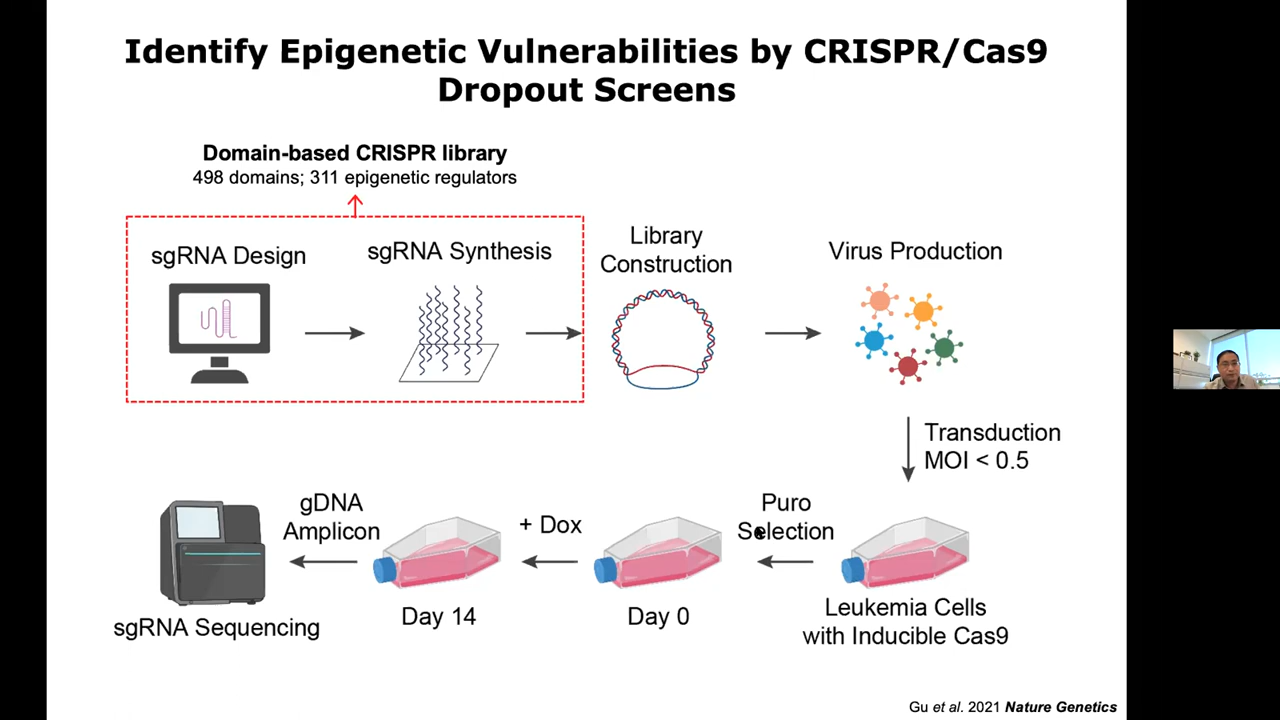 Identify Epigenetic Vulnerabilities by CRISPR/Cas9
Dropout Screens
Domain-based CRISPR library
498 domains; 311 epigenetic regulators
sgRNA Design
sgRNA Synthesis
Library
Construction
Virus Production
Transduction
MOI < 0.5
Leukemia Cells
with Inducible Cas9
Puro
Selection
Day 0
+ Dox
Day 14
gDNA
Amplicon
sgRNA Sequencing
Gu et al. 2021 Nature Genetics